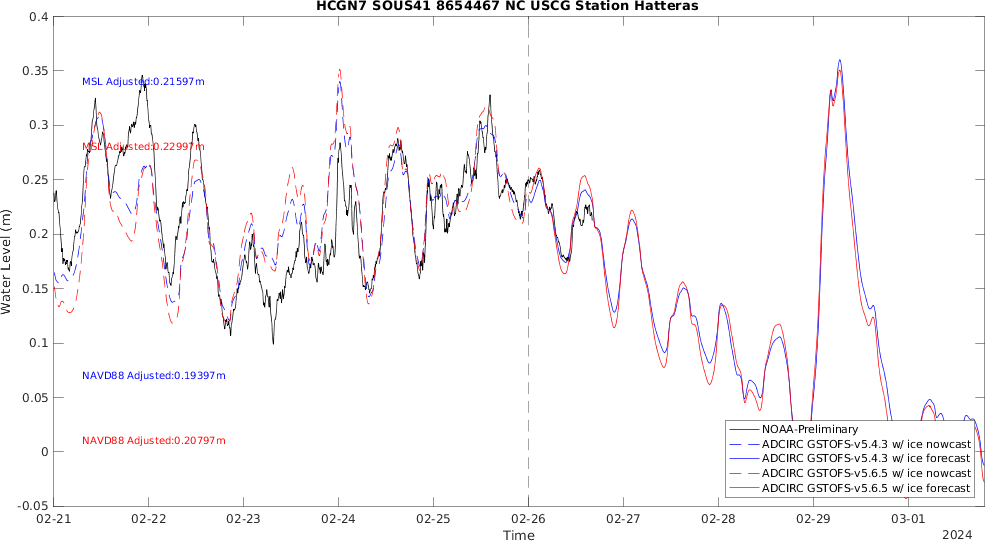 HCGN7 SOUS41 8654467 NC USCG Station Hatteras
0.4
0.35
0.3
0.25
0.2
0.15
0.1
0.05
0
-0.05
Water Level (m)
MSL Adjusted:0.21597m
MSL Adjusted:0.22997m
NAVD88 Adjusted:0.19397m
NAVD88 Adjusted:0.20797m
NOAA-Preliminary
ADCIRC GSTOFS-v5.4.3 w/ ice nowcast
ADCIRC GSTOFS-v5.4.3 w/ ice forecast
ADCIRC GSTOFS-v5.6.5 w/ ice nowcast
ADCIRC GSTOFS-v5.6.5 w/ ice forecast
02-21 02-22 02-23 02-24 02-25 02-26 02-27 02-28 02-29 03-01
Time
2024